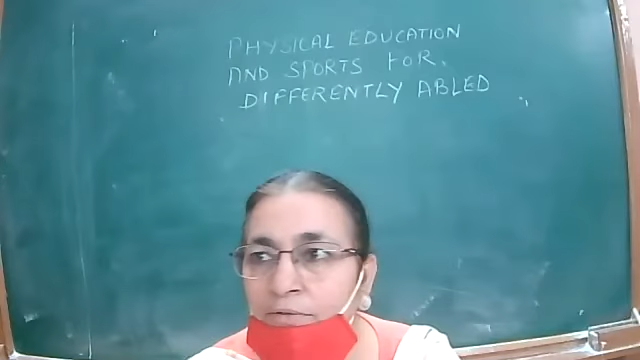 PHYSICAL EDUCATION
AND SPORTS FOR.
DIFFERENTLY ABLED